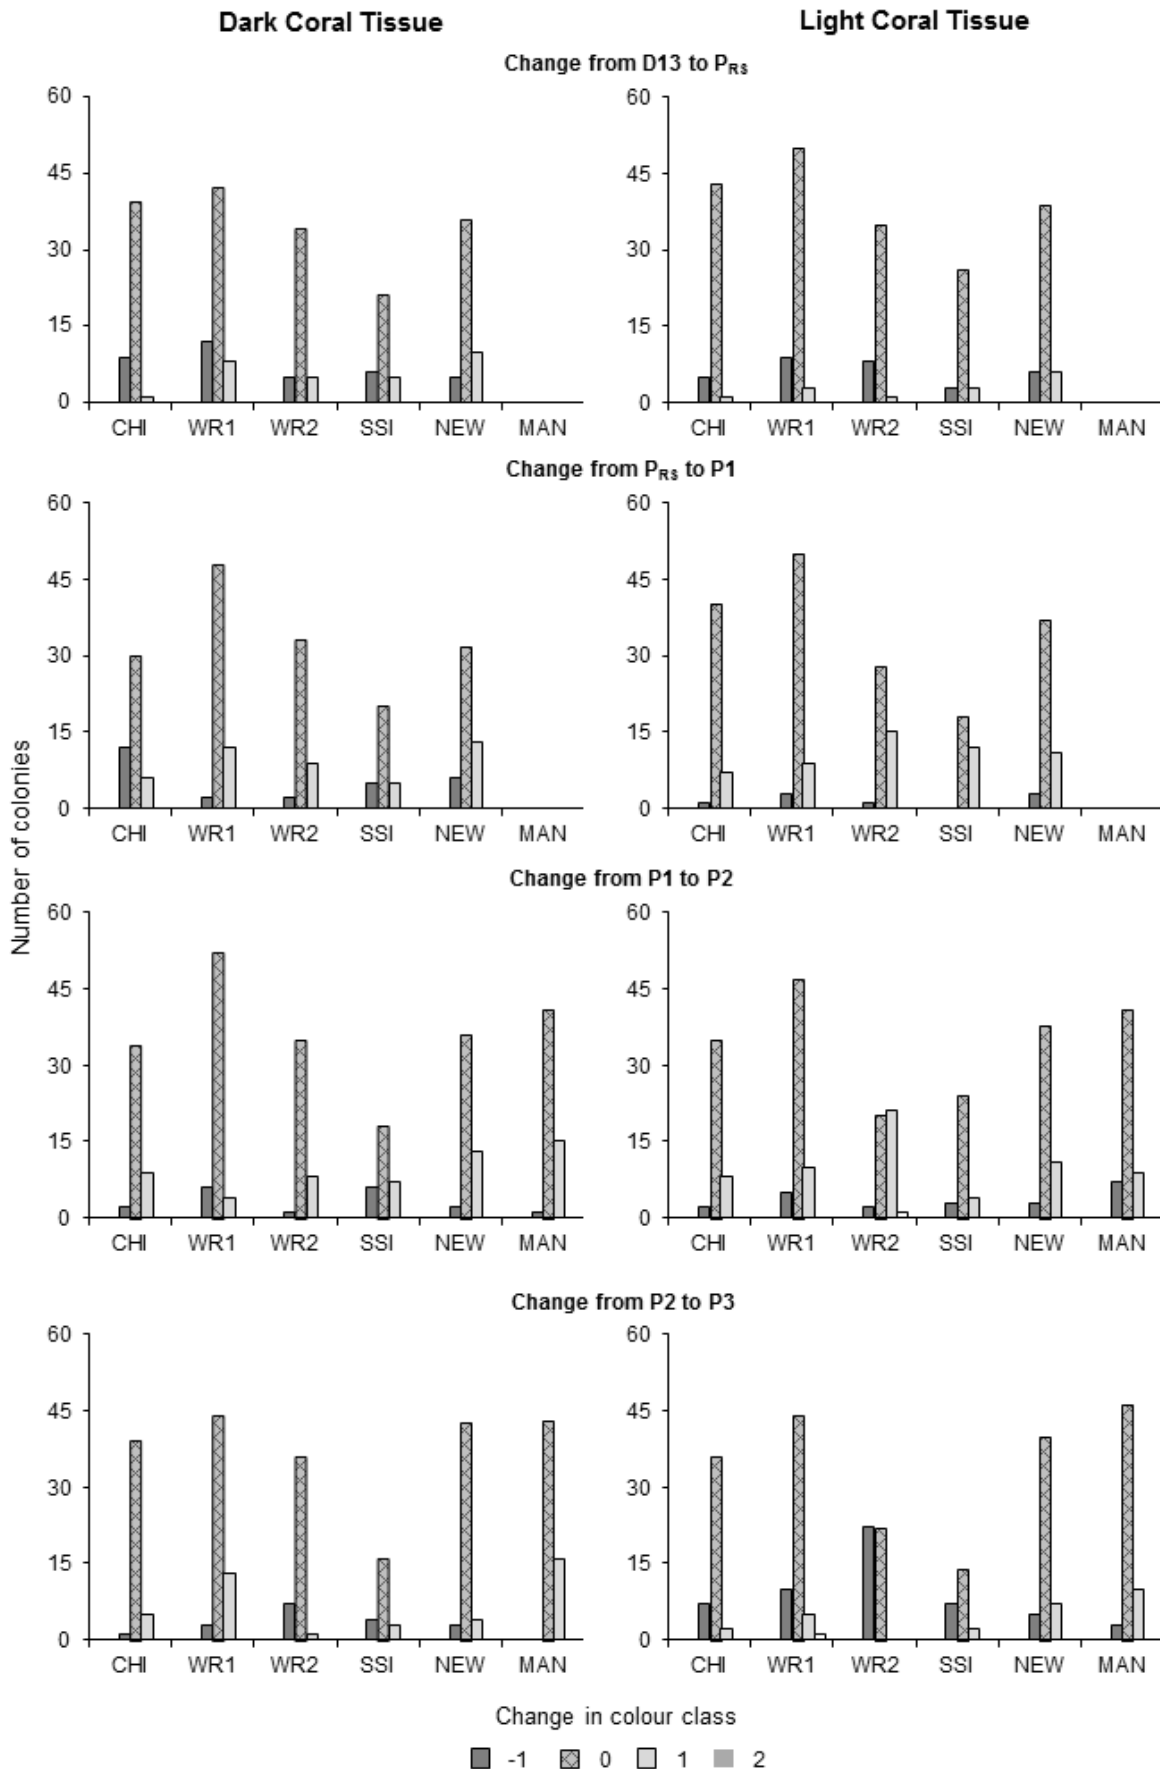 Dark Coral Tissue Light Coral Tissue
Change from D13 to PRS
60 60
45 45
30 30
15 15
0 0
CHI WR1 WR2 SSI NEW MAN CHI WR1 WR2 SSI NEW MAN
Change from PRS to P1
60 60
45 45
30 30
15 15
0 0
CHI WR1 WR2 SSI NEW MAN CHI WR1 WR2 SSI NEW MAN
Number of colonies
Change from P1 to P2
60 60
45 45
30 30
15 15
0 0
CHI WR1 WR2 SSI NEW MAN CHI WR1 WR2 SSI NEW MAN
Change from P2 to P3
60 60
45 45
30 30
15 15
0 0
CHI WR1 WR2 SSI NEW MAN CHI WR1 WR2 SSI NEW MAN
Change in colour class
-1 0 1 2